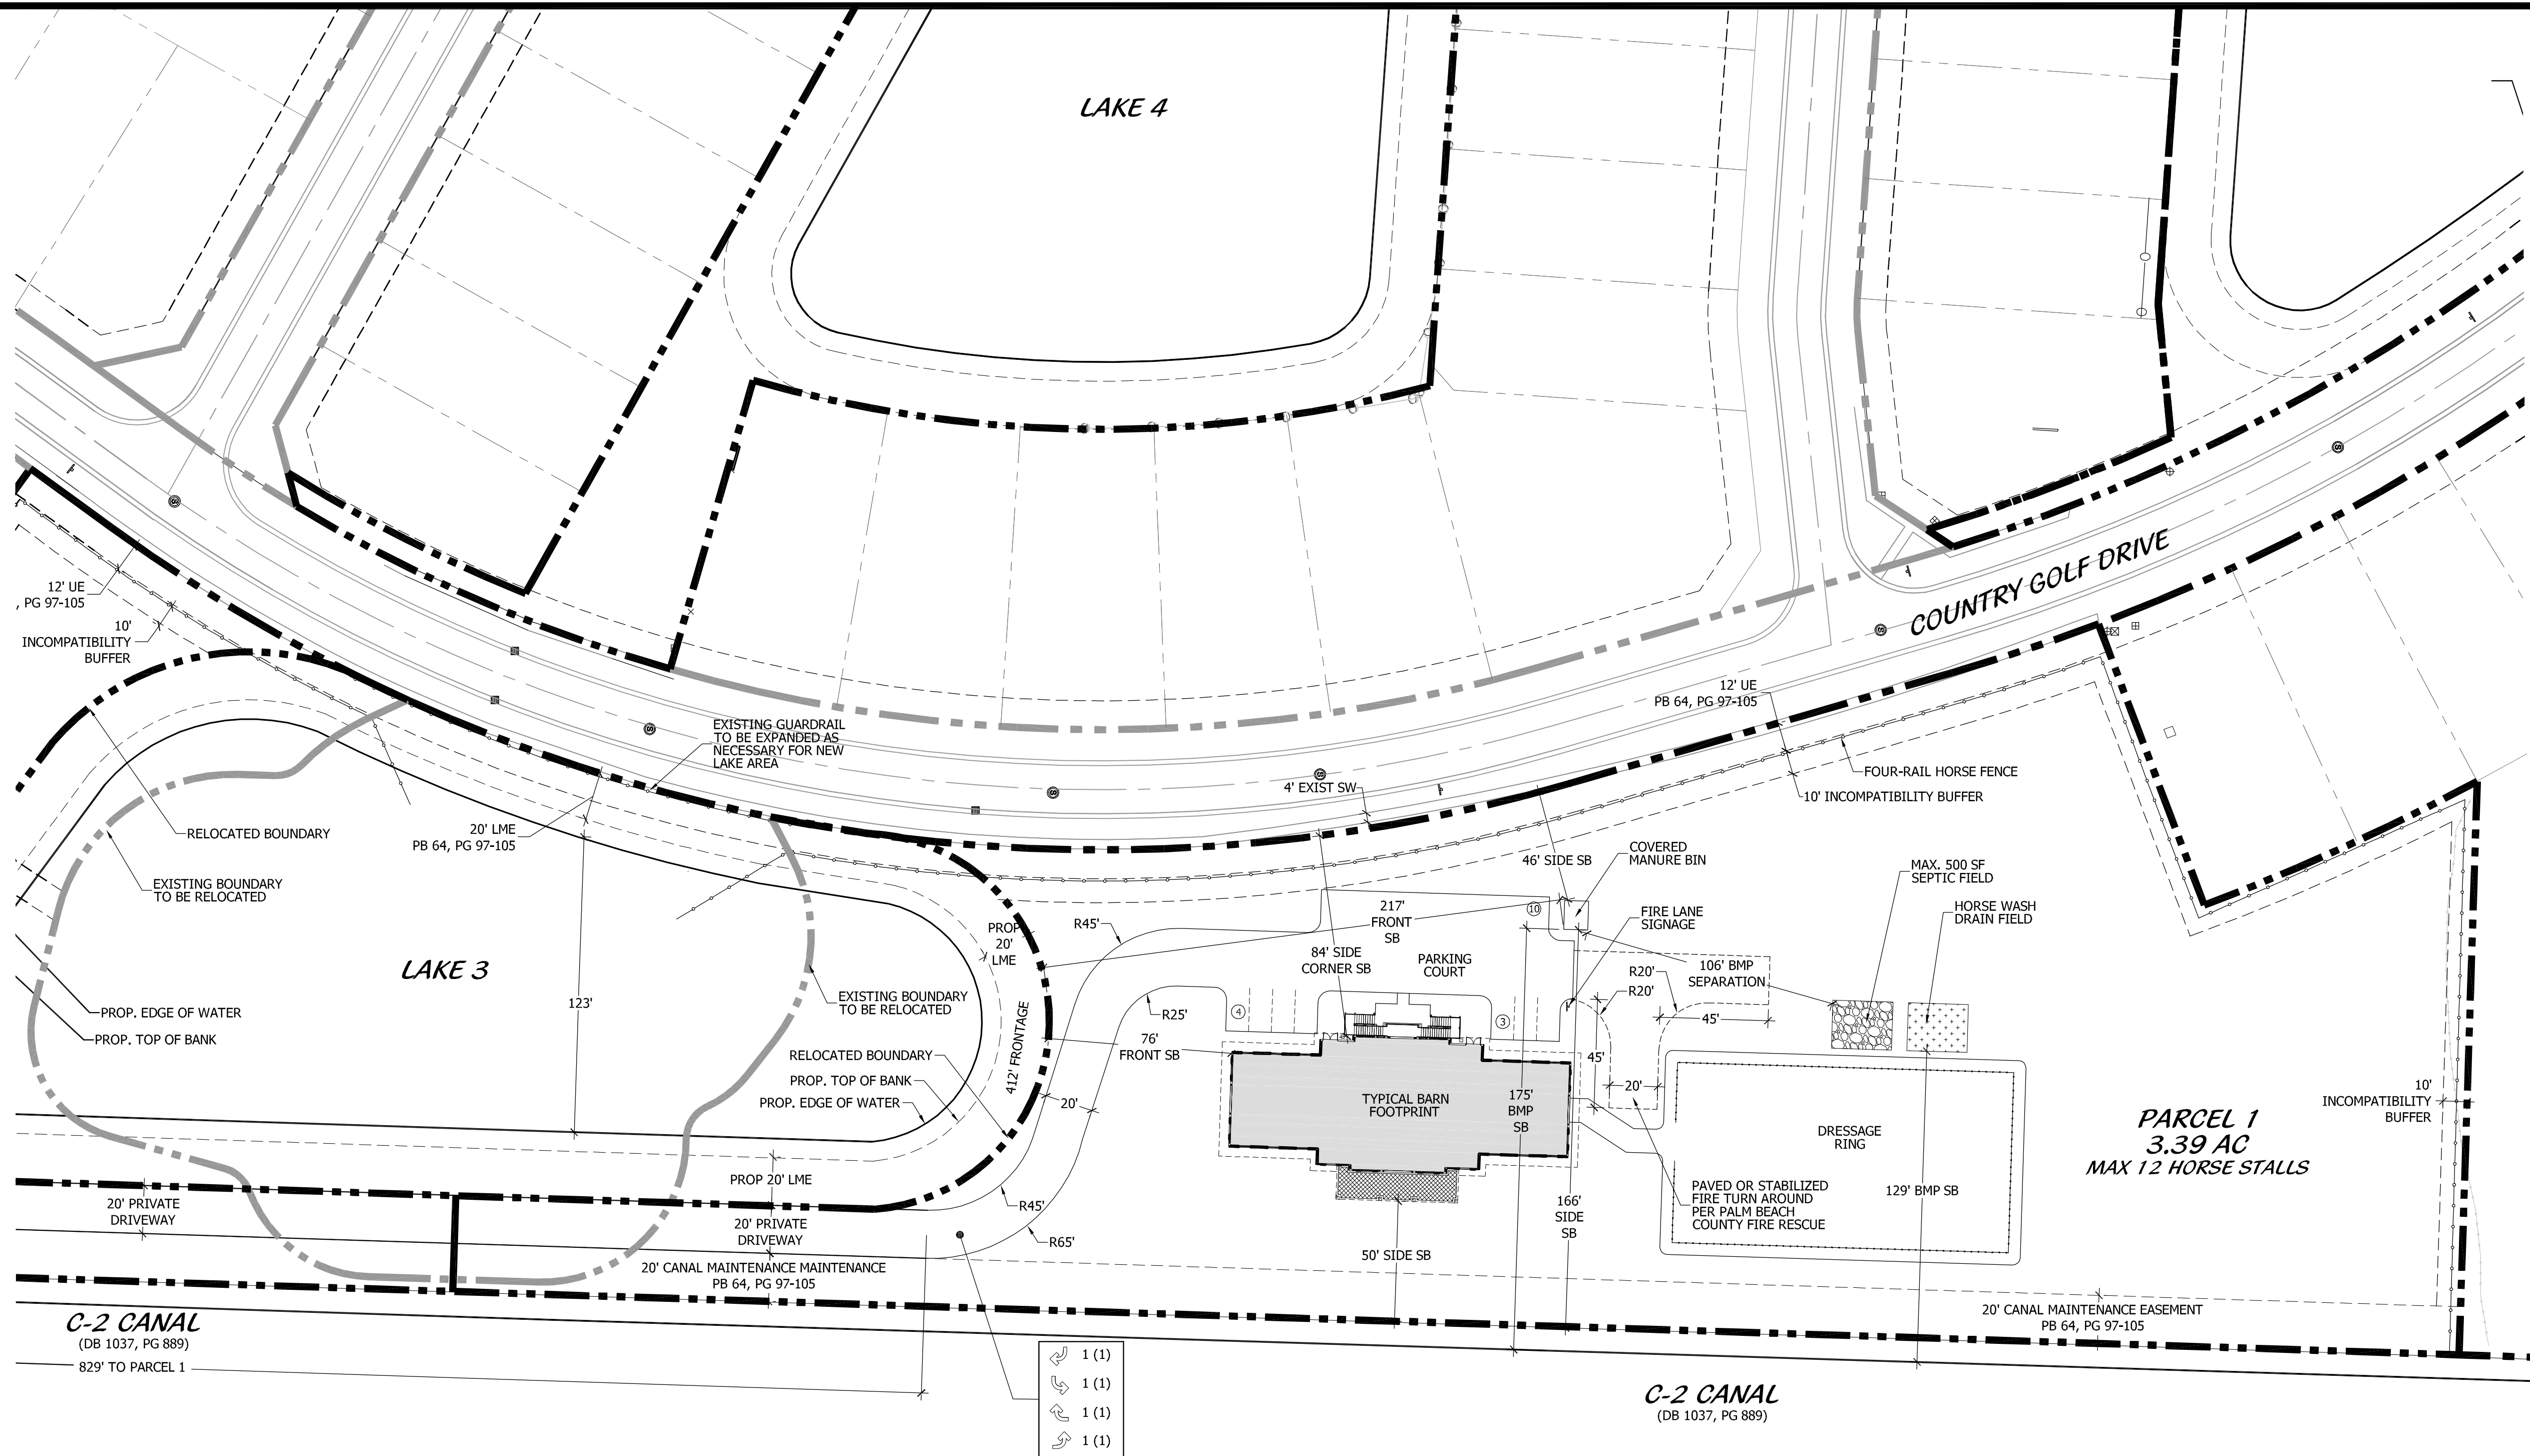 LAKE 4
COUNTRY GOLF DRIVE
12' UE
, PG 97-105
10'
INCOMPATIBILITY
BUFFER
EXISTING GUARDRAIL
TO BE EXPANDED AS
NECESSARY FOR NEW
LAKE AREA
12' UE
PB 64, PG 97-105
FOUR-RAIL HORSE FENCE
10' INCOMPATIBILITY BUFFER
4' EXIST SW
RELOCATED BOUNDARY
20' LME
PB 64, PG 97-105
EXISTING BOUNDARY
TO BE RELOCATED
46' SIDE SB
COVERED
MANURE BIN
MAX. 500 SF
SEPTIC FIELD
HORSE WASH
DRAIN FIELD
FIRE LANE
SIGNAGE
217'
FRONT
SB
10
R45'
PROP
20'
LME
84' SIDE
CORNER SB
PARKING
COURT
106' BMP
SEPARATION
R20'
R20'
LAKE 3
123'
EXISTING BOUNDARY
TO BE RELOCATED
PROP. EDGE OF WATER
PROP. TOP OF BANK
412' FRONTAGE
R25'
4
3
45'
76'
FRONT SB
45'
RELOCATED BOUNDARY
PROP. TOP OF BANK
PROP. EDGE OF WATER
20'
20'
TYPICAL BARN
FOOTPRINT
175'
BMP
SB
DRESSAGE
RING
10'
INCOMPATIBILITY
BUFFER
PARCEL 1
3.39 AC
MAX 12 HORSE STALLS
PROP 20' LME
20' PRIVATE
DRIVEWAY
20' PRIVATE
DRIVEWAY
R45'
R65'
166'
SIDE
SB
PAVED OR STABILIZED
FIRE TURN AROUND
PER PALM BEACH
COUNTY FIRE RESCUE
129' BMP SB
50' SIDE SB
20' CANAL MAINTENANCE MAINTENANCE
PB 64, PG 97-105
20' CANAL MAINTENANCE EASEMENT
PB 64, PG 97-105
C-2 CANAL
(DB 1037, PG 889)
829' TO PARCEL 1
1 (1)
1 (1)
1 (1)
1 (1)
C-2 CANAL
(DB 1037, PG 889)